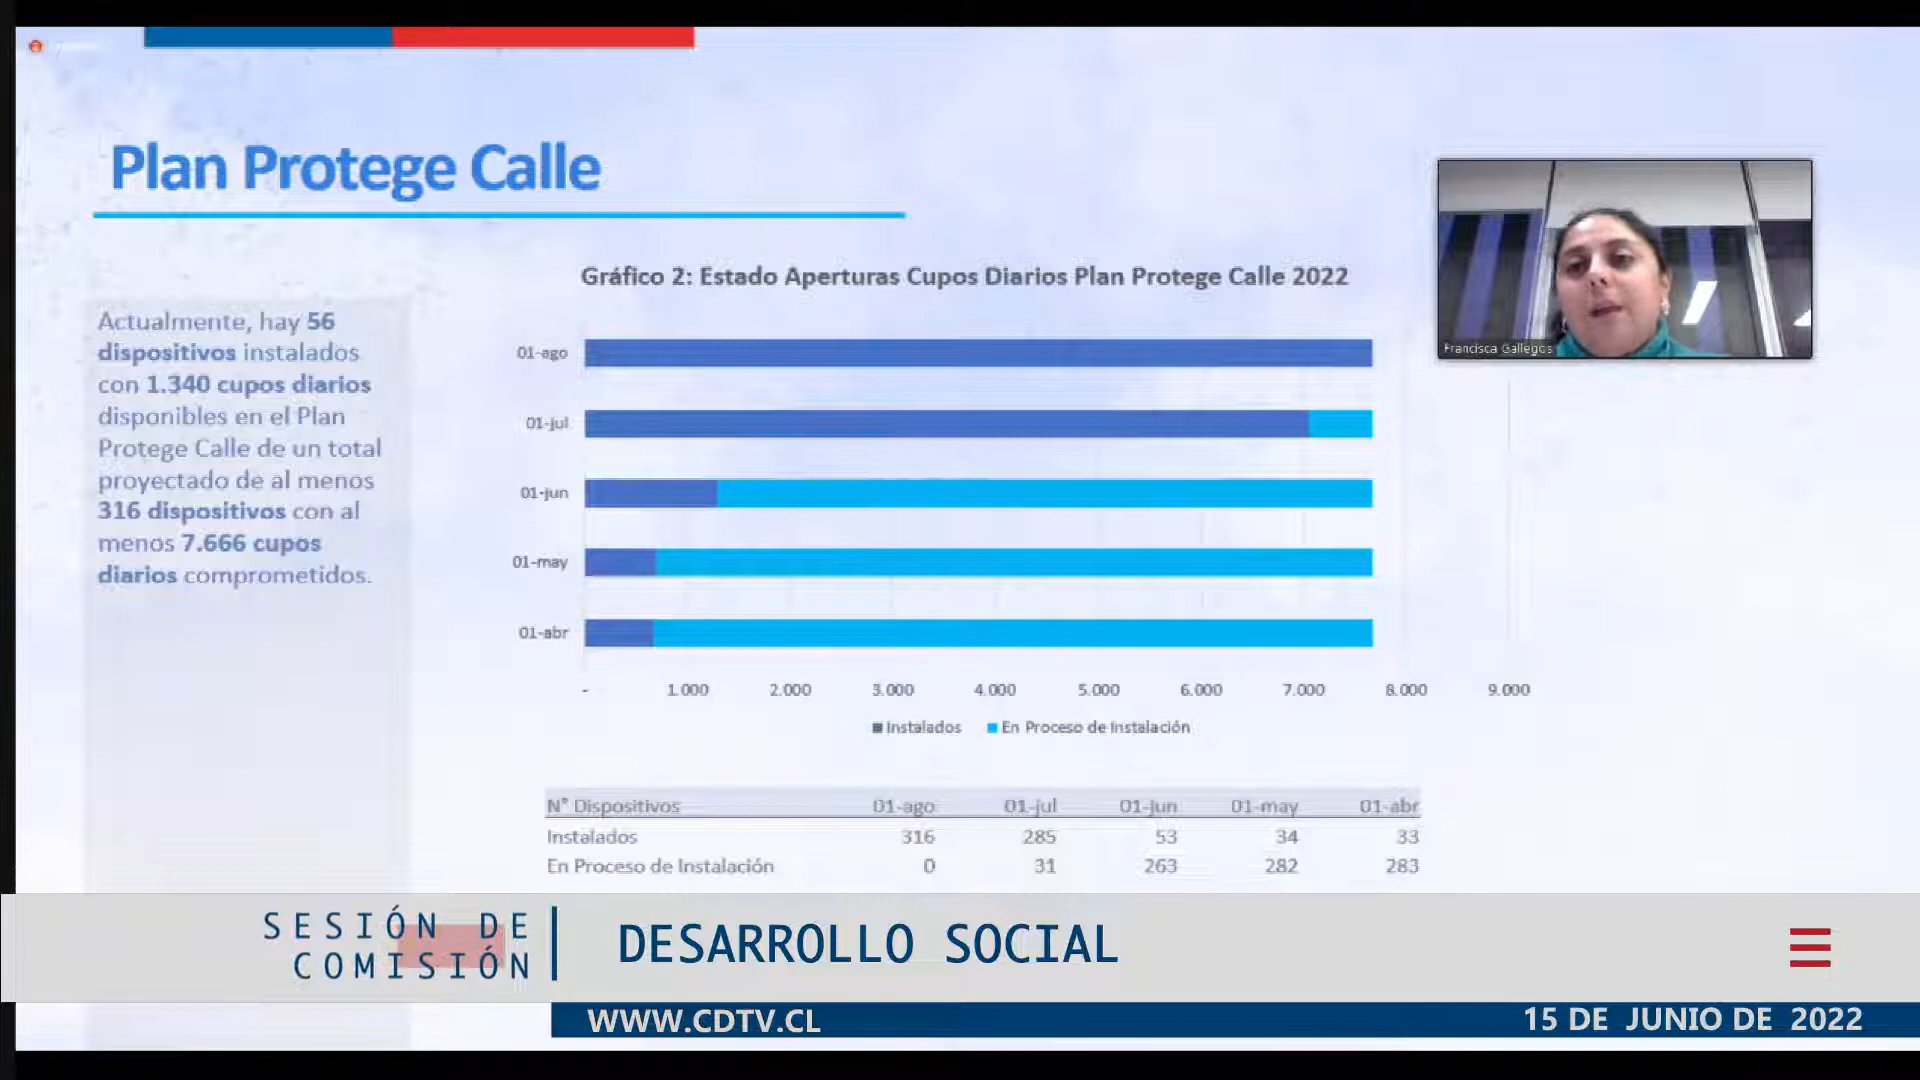 Plan Protege Calle
Actualmente, hay 56
dispositivos instalados
con 1.340 cupos diarios
disponibles en el Plan
Protege Calle de un total
proyectado de al menos
316 dispositivos con al
menos 7.666 cupos
diarios comprometidos.
Gráfico 2: Estado Aperturas Cupos Diarios Plan Protege Calle 2022
01-ago
01-jul
01-jun
01-may
01-abr
- 1.000 2.000 3.000 4.000 5.000 6.000 7.000 8.000 9.000
Instalados En Proceso de Instalación
N° Dispositivos 01-ago 01-jul 01-jun 01-may 01-abr
Instalados 316 285 53 34 33
En Proceso de Instalación 0 31 263 282 283
Francisca Gallegos
SESIÓN DE
COMISIÓN
DESARROLLO SOCIAL
WWW.CDTV.CL
15 DE JUNIO DE 2022